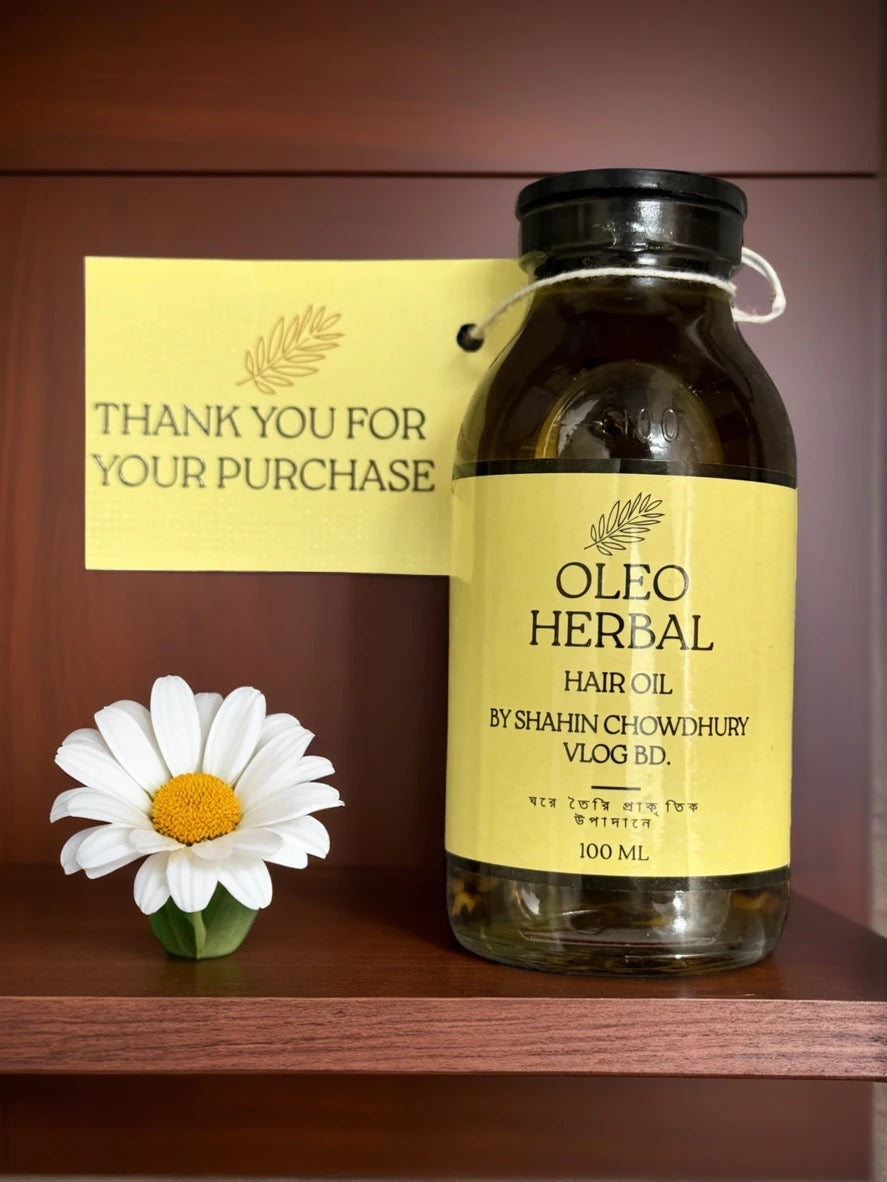 THANK YOU FOR
YOUR PURCHASE
OLEO
HERBAL
HAIR OIL
BY SHAHIN CHOWDHURY
VLOG BD.
ঘরে তৈরি প্রাকৃতিক
উপাদানে
100 ML